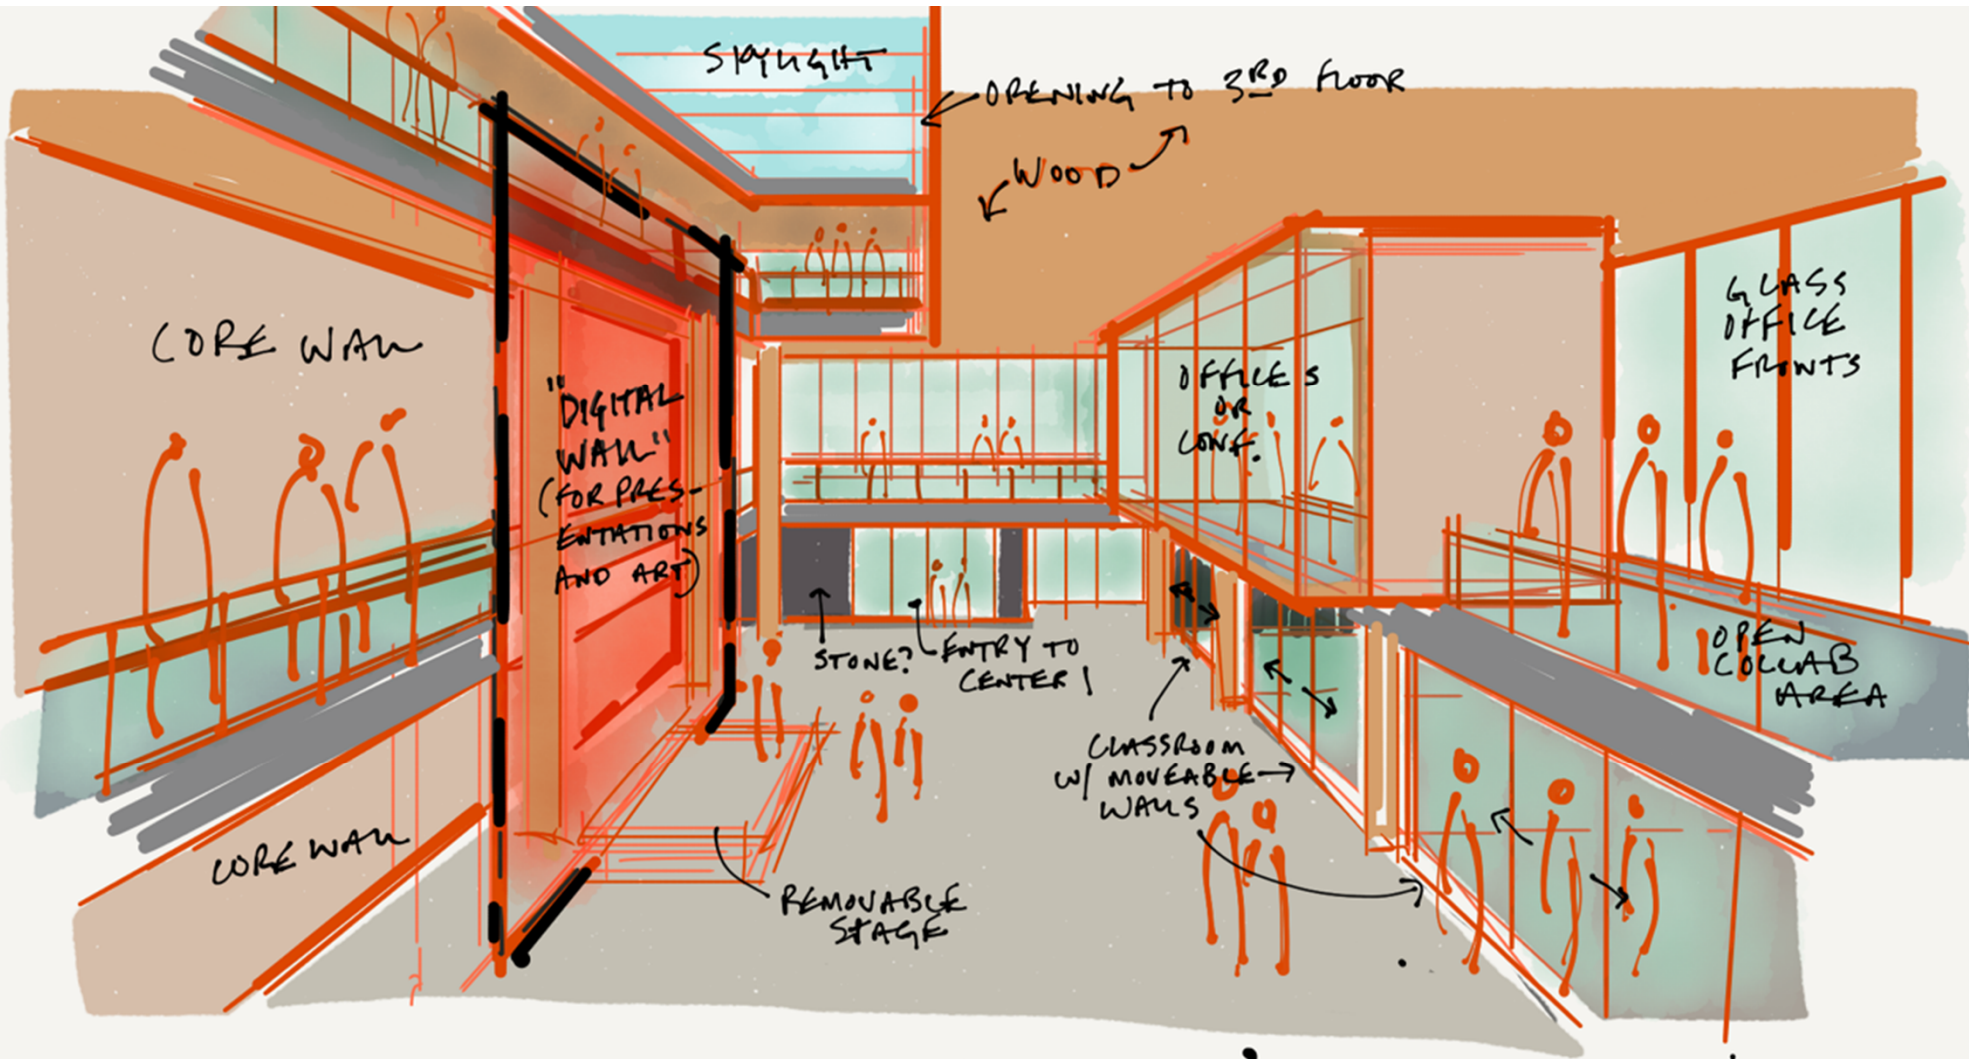 SKYLIGHT
OPENING TO 3RD FLOOR
WOOD
CORE WALL
"DIGITAL
WALL"
(FOR PRES-
ENTATIONS
AND ART)
OFFICES
OR
CONF.
GLASS
OFFICE
FRONTS
OPEN
COLLAB
AREA
STONE?
ENTRY TO
CENTER
CLASSROOM
W/ MOVEABLE
WALLS
CORE WALL
REMOVABLE
STAGE